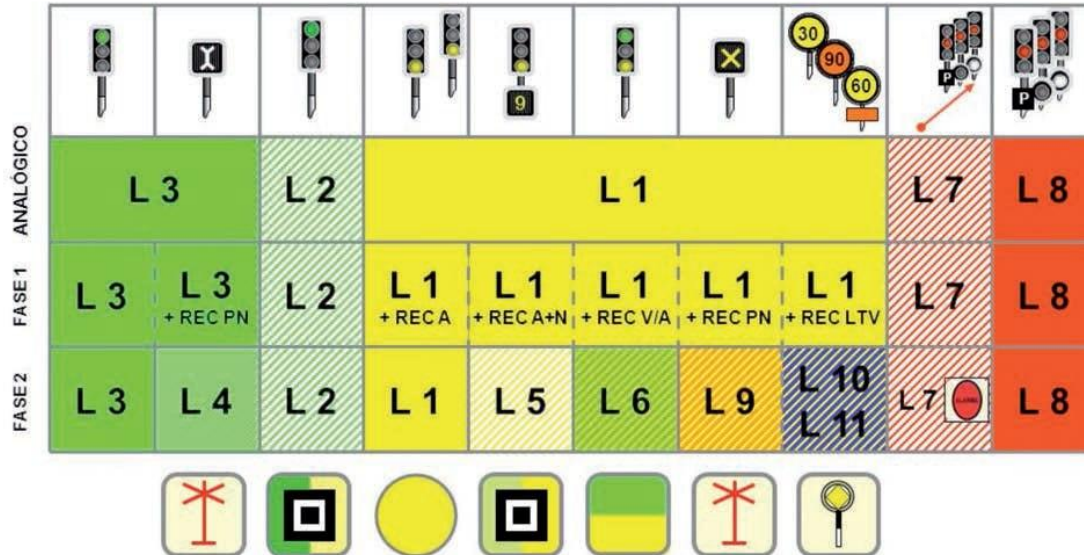 9
30
90
60
P
P
ANALÓGICO
L 3
L 2
L 1
L 7
L 8
FASE 1
L 3
L 3
+ REC PN
L 2
L 1
+ REC A
L 1
+ REC A+N
L 1
+ REC V/A
L 1
+ REC PN
L 1
+ REC LTV
L 7
L 8
FASE 2
L 3
L 4
L 2
L 1
L 5
L 6
L 9
L 10
L 11
L 7
L 8